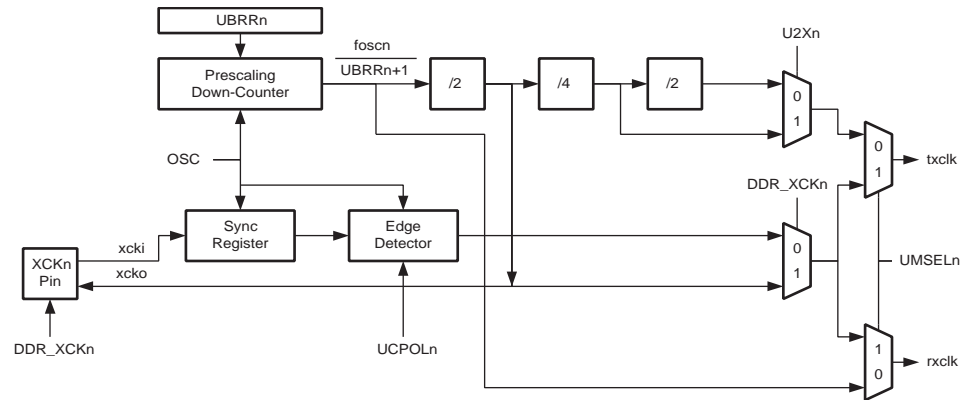 UBRRn
U2Xn
foscn
UBRRn+1
Prescaling
Down-Counter
/2
/4
/2
0
1
OSC
0
1
txclk
DDR_XCKn
Sync
Register
Edge
Detector
xcki
XCKn
Pin
xcko
0
1
UMSELn
DDR_XCKn
UCPOLn
1
0
rxclk